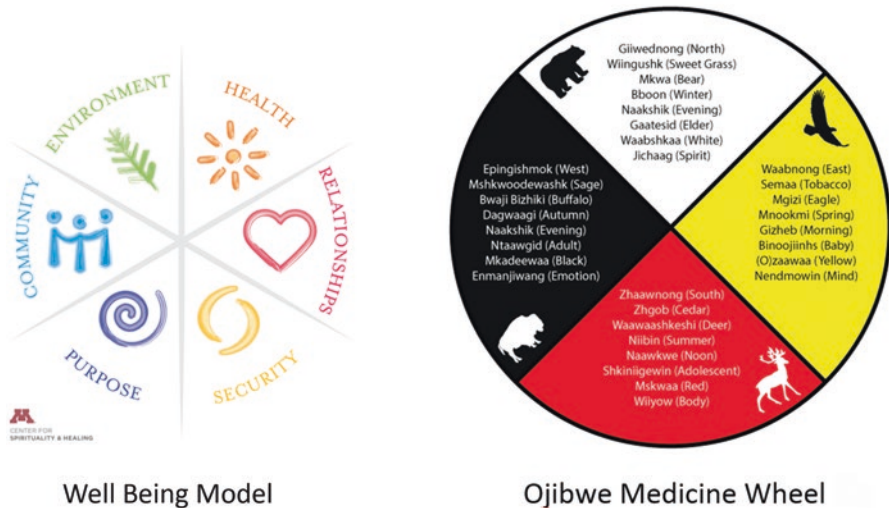 ENVIRONMENT
HEALTH
COMMUNITY
RELATIONSHIPS
PURPOSE
SECURITY
M
CENTER FOR
SPIRITUALITY & HEALING
Well Being Model
Giiwednong (North)
Wiingushk (Sweet Grass)
Mkwa (Bear)
Bboon (Winter)
Naakshik (Evening)
Gaatesid (Elder)
Waabshkaa (White)
Jichaag (Spirit)
Epingishmok (West)
Mshkwoodewashk (Sage)
Bwaji Bizhiki (Buffalo)
Dagwaagi (Autumn)
Naakshik (Evening)
Ntaawgid (Adult)
Mkadeewaa (Black)
Enmanjiwang (Emotion)
Waabnong (East)
Semaa (Tobacco)
Mgizi (Eagle)
Mnookmi (Spring)
Gizheb (Morning)
Binoojiinhs (Baby)
(O)zaawaa (Yellow)
Nendmowin (Mind)
Zhaawnong (South)
Zhgob (Cedar)
Waawaashkeshi (Deer)
Niibin (Summer)
Naawkwe (Noon)
Shkiniigewin (Adolescent)
Mskwaa (Red)
Wiiyow (Body)
Ojibwe Medicine Wheel